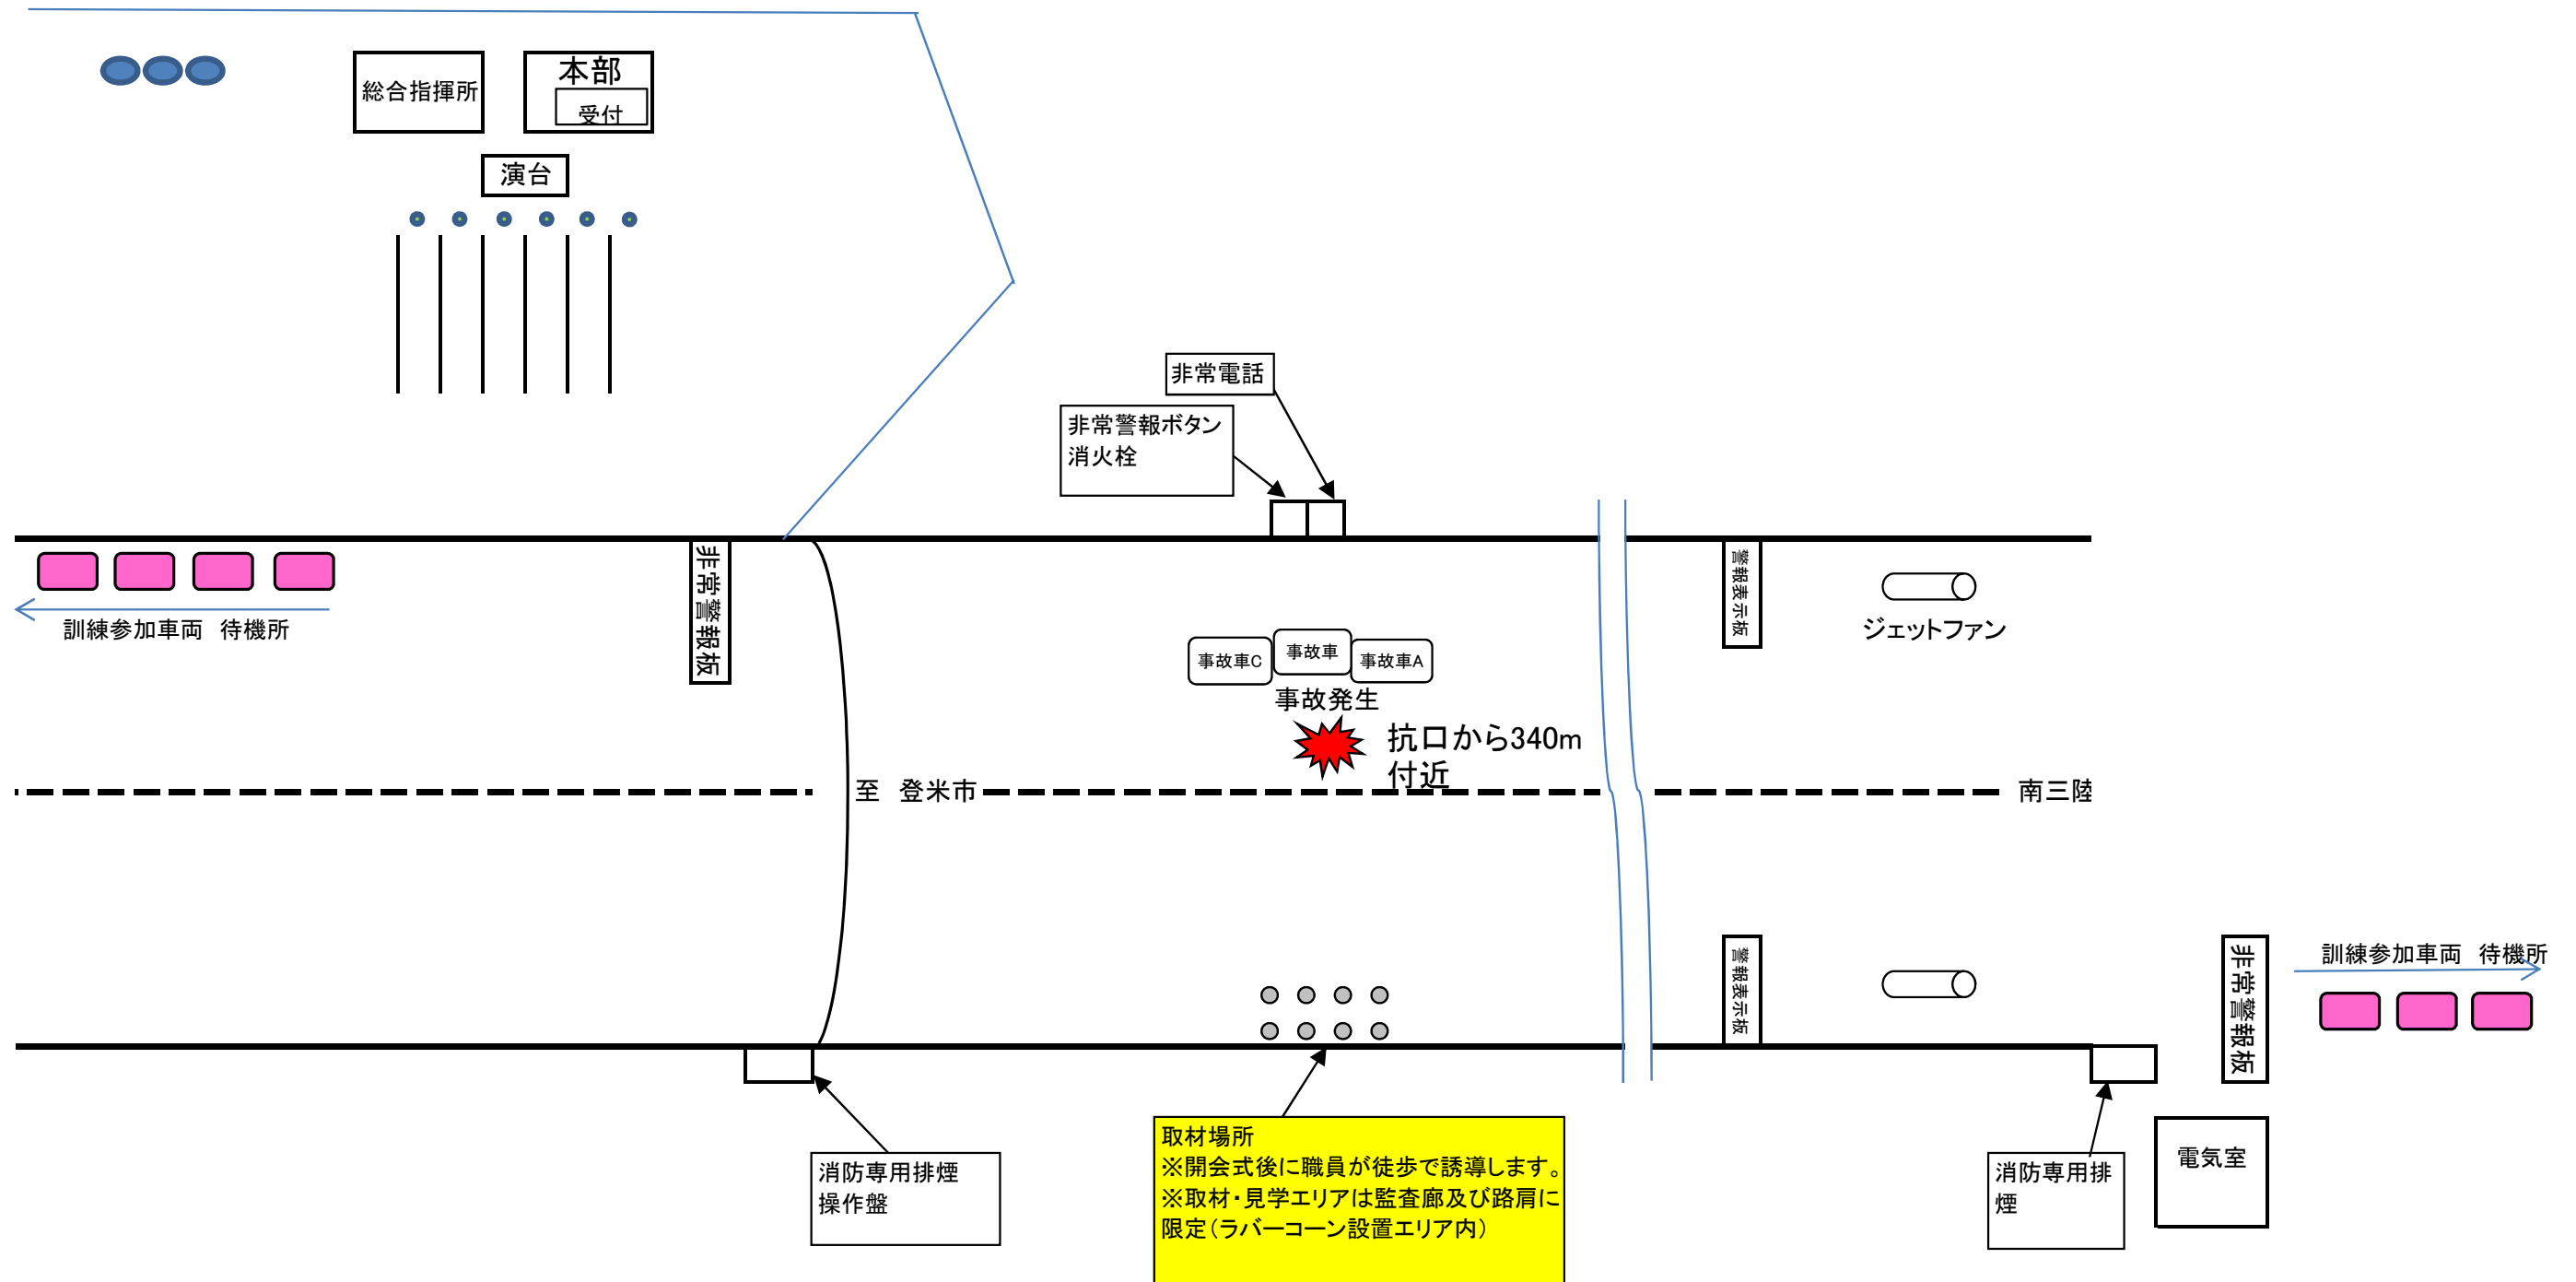 総合指揮所
本部
受付
演台
非常電話
非常警報ボタン
消火栓
訓練参加車両　待機所
非常警報板
警報表示板
ジェットファン
事故車C
事故車
事故車A
事故発生
抗口から340m
付近
至　登米市
南三陸
警報表示板
非常警報板
訓練参加車両　待機所
消防専用排煙
操作盤
取材場所
※開会式後に職員が徒歩で誘導します。
※取材・見学エリアは監査廊及び路肩に
限定（ラバーコーン設置エリア内）
消防専用排
煙
電気室